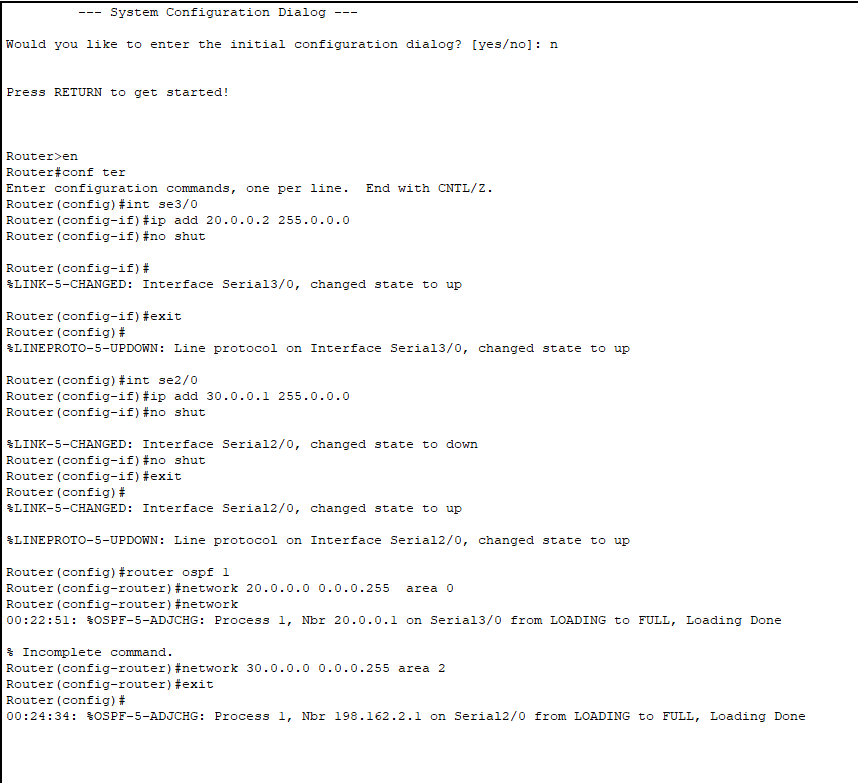 --- System Configuration Dialog ---
Would you like to enter the initial configuration dialog? [yes/no]: n
Press RETURN to get started!
Router>en
Router#conf ter
Enter configuration commands, one per line.  End with CNTL/Z.
Router(config)#int se3/0
Router(config-if)#ip add 20.0.0.2 255.0.0.0
Router(config-if)#no shut
Router(config-if)#
%LINK-5-CHANGED: Interface Serial3/0, changed state to up
Router(config-if)#exit
Router(config)#
%LINEPROTO-5-UPDOWN: Line protocol on Interface Serial3/0, changed state to up
Router(config)#int se2/0
Router(config-if)#ip add 30.0.0.1 255.0.0.0
Router(config-if)#no shut
%LINK-5-CHANGED: Interface Serial2/0, changed state to down
Router(config-if)#no shut
Router(config-if)#exit
Router(config)#
%LINK-5-CHANGED: Interface Serial2/0, changed state to up
%LINEPROTO-5-UPDOWN: Line protocol on Interface Serial2/0, changed state to up
Router(config)#router ospf 1
Router(config-router)#network 20.0.0.0 0.0.0.255  area 0
Router(config-router)#network
00:22:51: %OSPF-5-ADJCHG: Process 1, Nbr 20.0.0.1 on Serial3/0 from LOADING to FULL, Loading Done
% Incomplete command.
Router(config-router)#network 30.0.0.0 0.0.0.255 area 2
Router(config-router)#exit
Router(config)#
00:24:34: %OSPF-5-ADJCHG: Process 1, Nbr 198.162.2.1 on Serial2/0 from LOADING to FULL, Loading Done